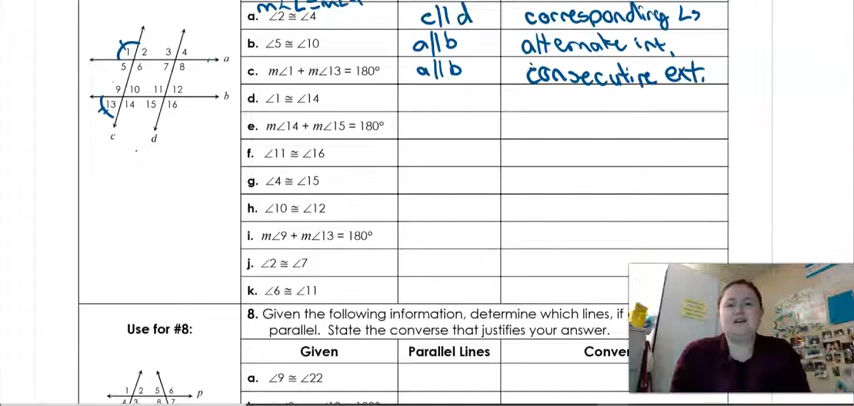 a. ∠2 ≅ ∠4 c||d corresponding ∠s
b. ∠5 ≅ ∠10 a||b alternate int.
c. m∠1 + m∠13 = 180° a||b consecutive ext.
d. ∠1 ≅ ∠14
e. m∠14 + m∠15 = 180°
f. ∠11 ≅ ∠16
g. ∠4 ≅ ∠15
h. ∠10 ≅ ∠12
i. m∠9 + m∠13 = 180°
j. ∠2 ≅ ∠7
k. ∠6 ≅ ∠11
1 2 3 4
a
5 6 7 8
9 10 11 12
b
13 14 15 16
c d
Use for #8:
8. Given the following information, determine which lines, if
parallel. State the converse that justifies your answer.
Given Parallel Lines Conver
a. ∠9 ≅ ∠22
1 2 5 6
p